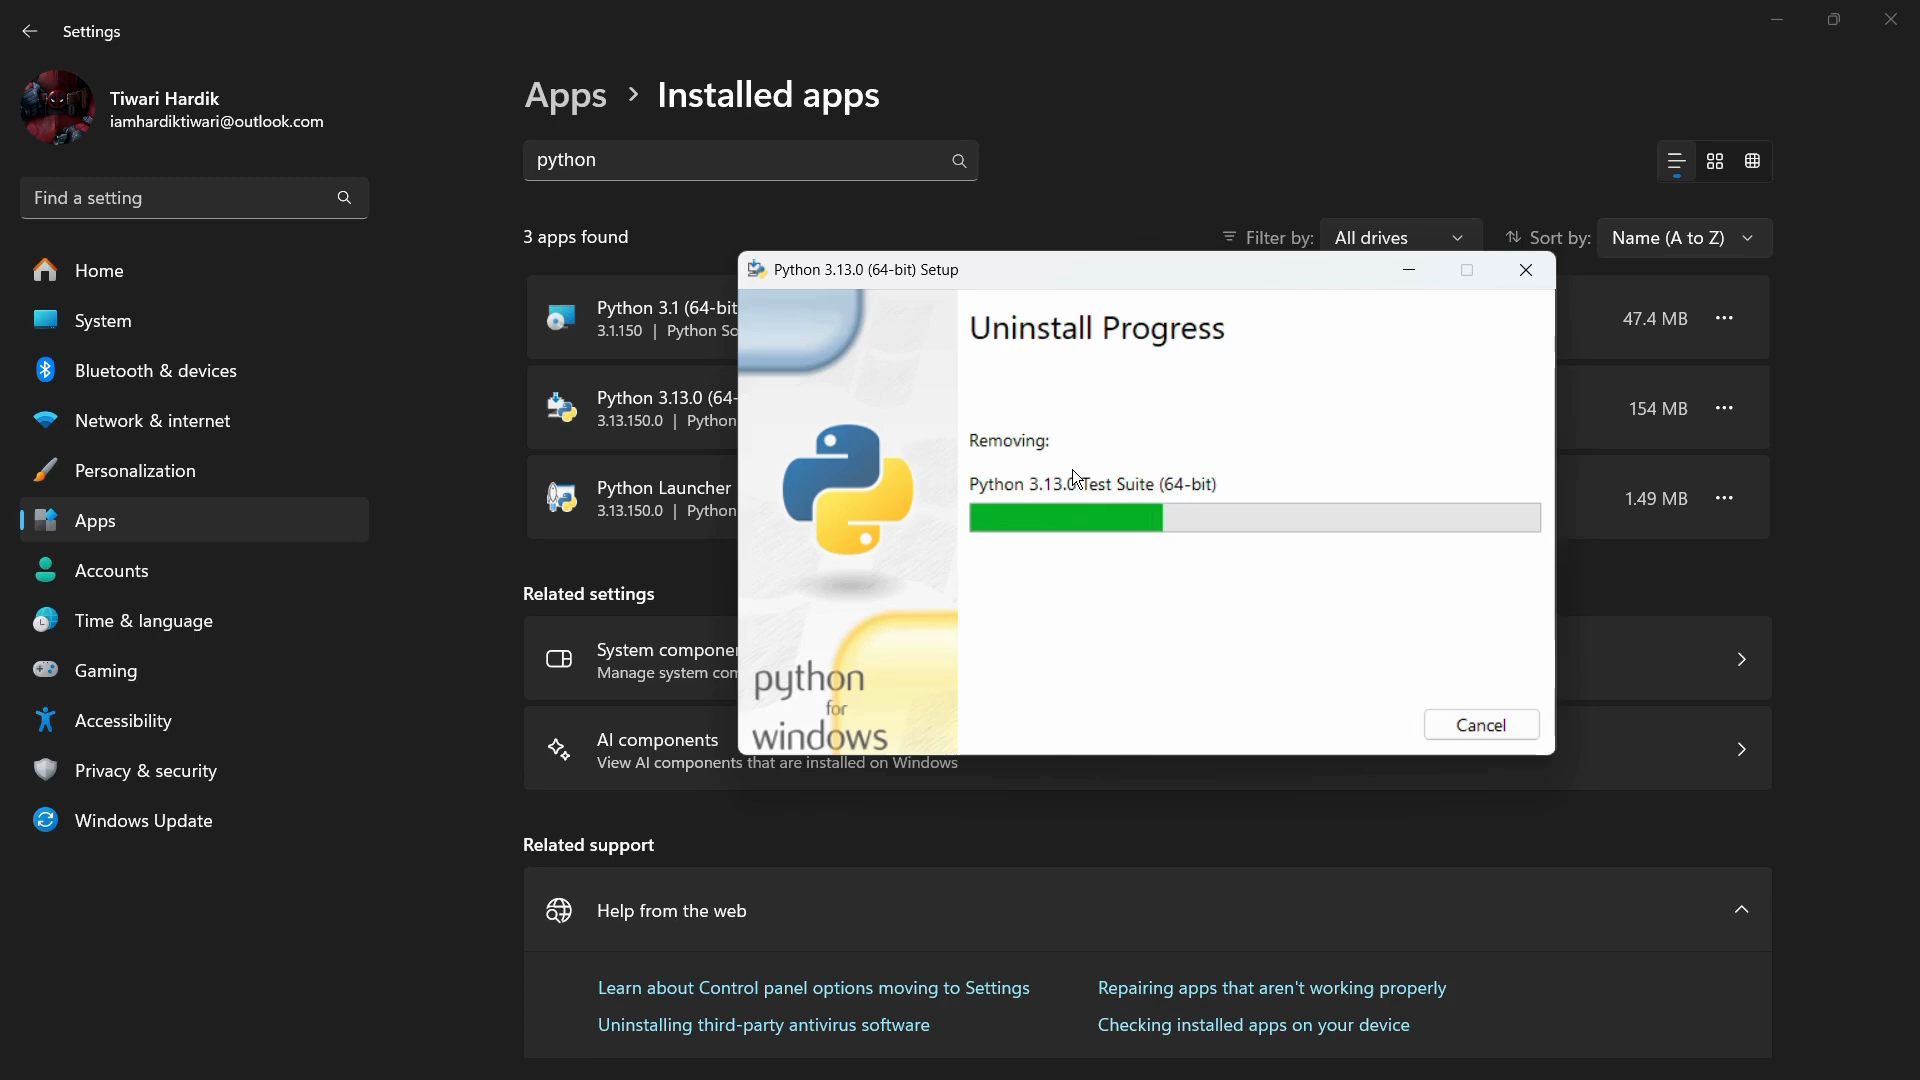 Settings
Tiwari Hardik
iamhardiktiwari@outlook.com
Find a setting
Home
System
Bluetooth & devices
Network & internet
Personalization
Apps
Accounts
Time & language
Gaming
Accessibility
Privacy & security
Windows Update
Apps > Installed apps
python
3 apps found
Filter by: All drives
Sort by: Name (A to Z)
Python 3.1 (64-bit
3.1.150 | Python So
47.4 MB
Python 3.13.0 (64-
3.13.150.0 | Python
154 MB
Python Launcher
3.13.150.0 | Python
1.49 MB
Python 3.13.0 (64-bit) Setup
Uninstall Progress
Removing:
Python 3.13.0 Test Suite (64-bit)
Cancel
python
for
windows
Related settings
System componen
Manage system com
AI components
View AI components that are installed on Windows
Related support
Help from the web
Learn about Control panel options moving to Settings
Repairing apps that aren't working properly
Uninstalling third-party antivirus software
Checking installed apps on your device